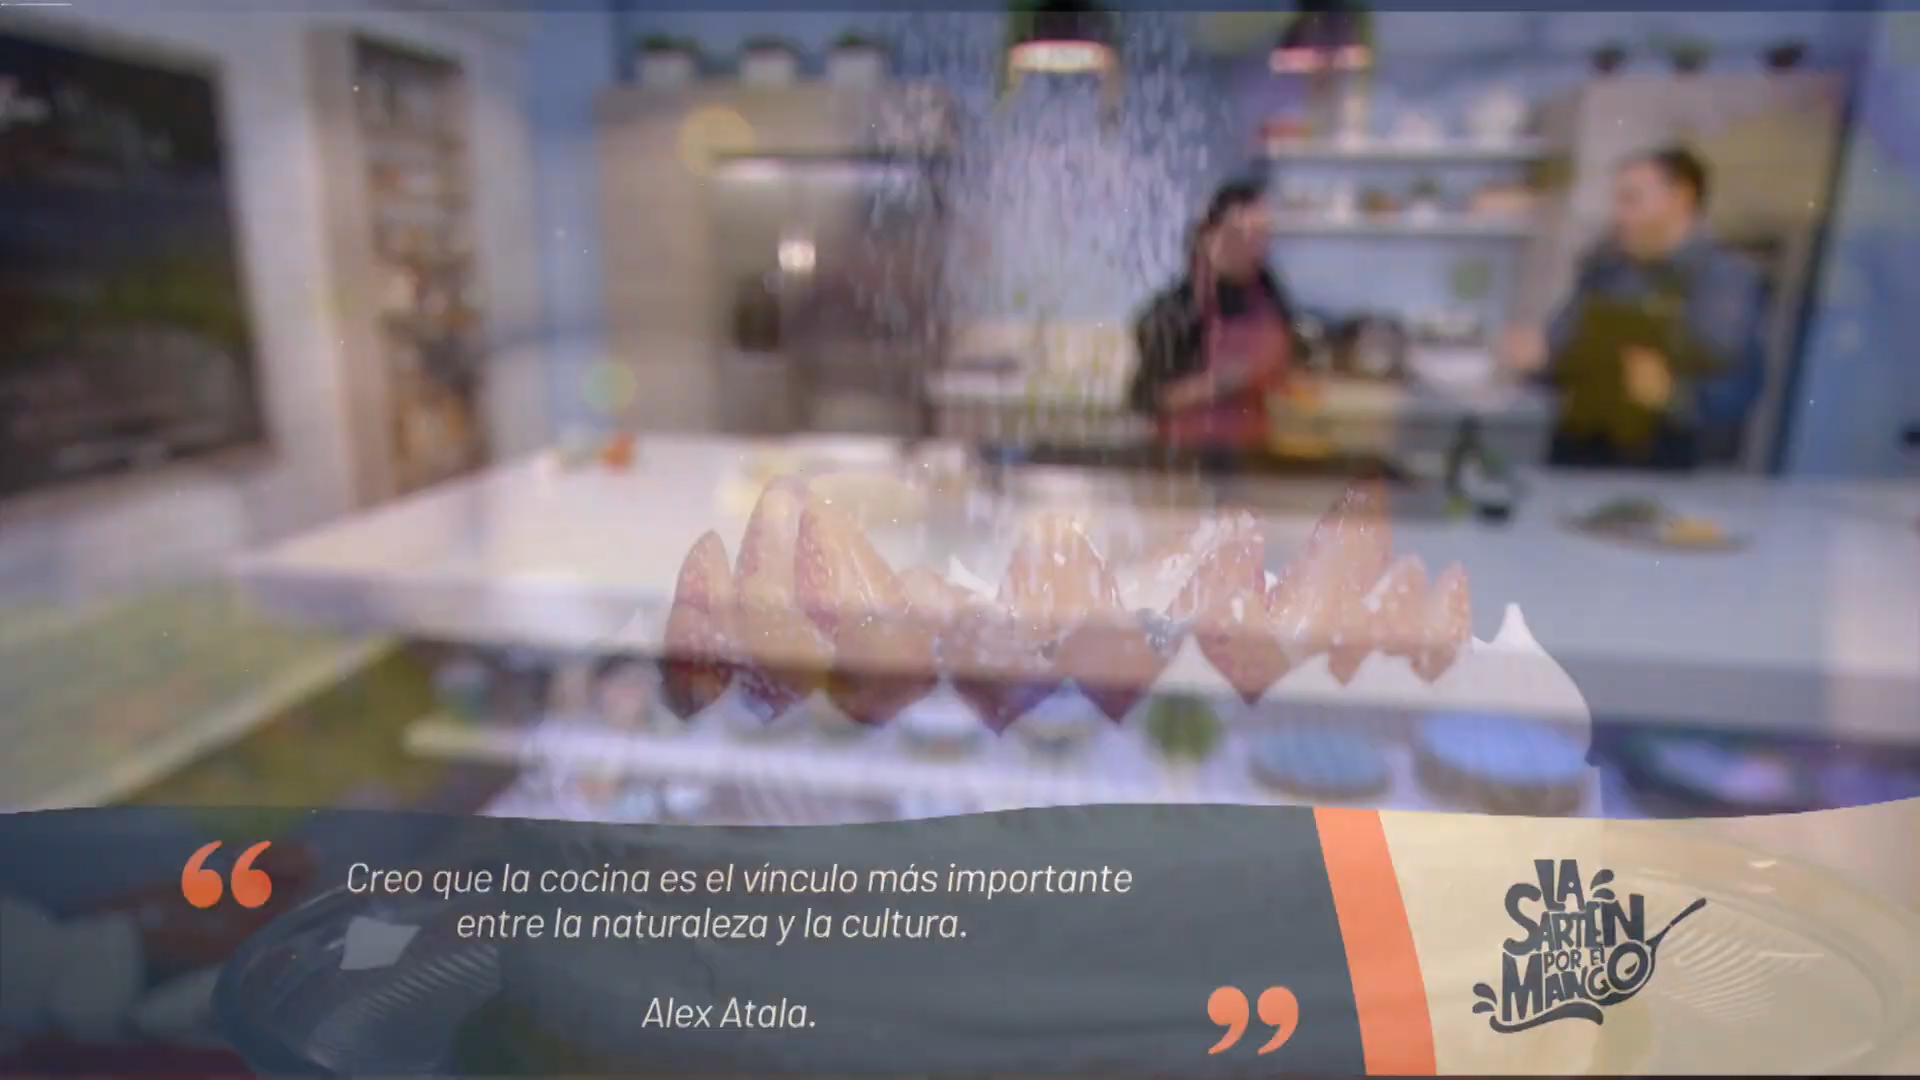 Creo que la cocina es el vínculo más importante
entre la naturaleza y la cultura.
Alex Atala.
LA
SARTEN
POR EL
MANGO